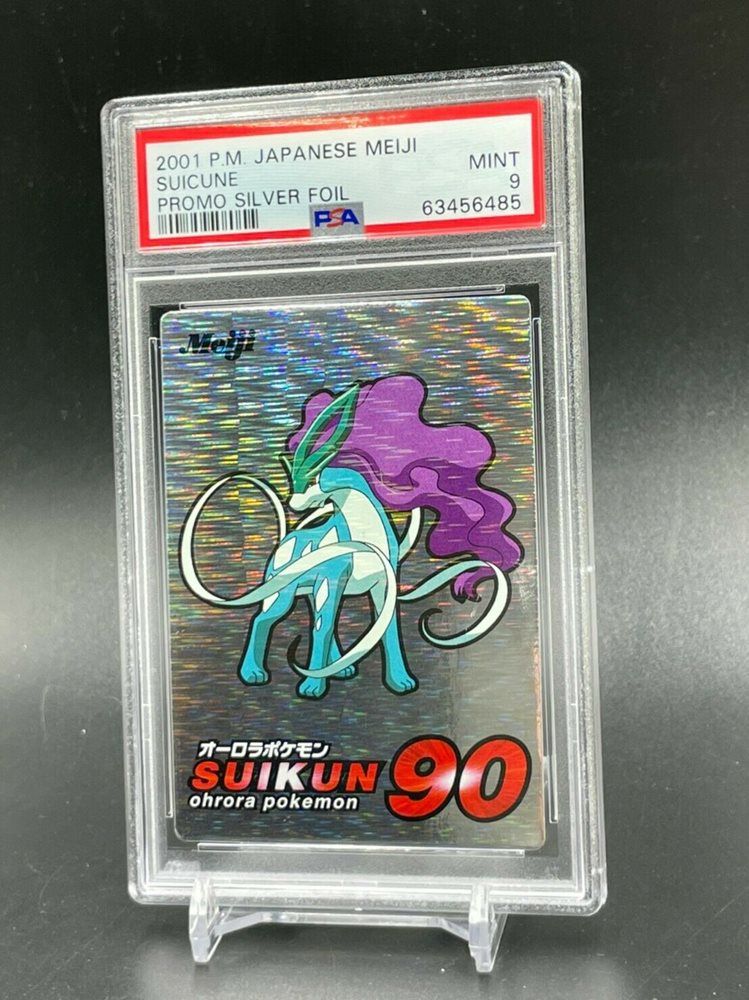 2001 P.M. JAPANESE MEIJI
MINT
SUICUNE
9
PROMO SILVER FOIL
PSA
63456485
Meiji
オーロラポケモン
SUIKUN
90
ohrora pokemon